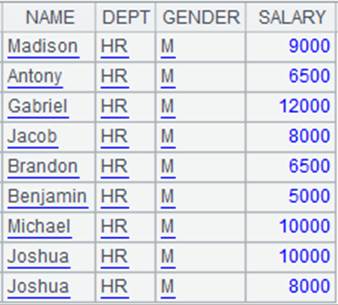 NAME DEPT GENDER SALARY
Madison HR M 9000
Antony HR M 6500
Gabriel HR M 12000
Jacob HR M 8000
Brandon HR M 6500
Benjamin HR M 5000
Michael HR M 10000
Joshua HR M 10000
Joshua HR M 8000